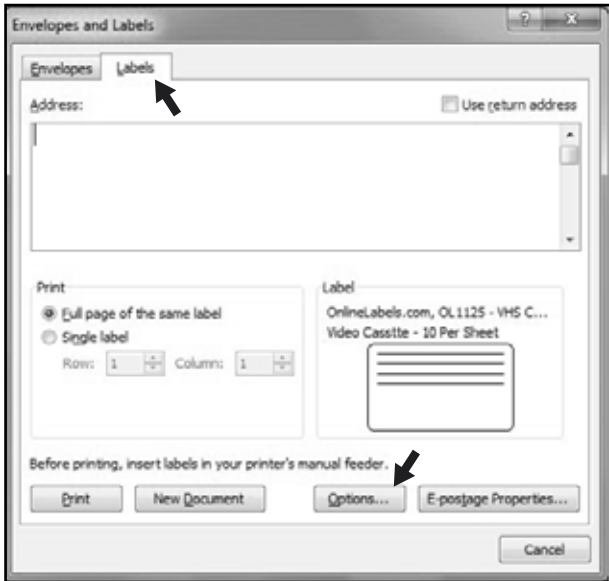 Envelopes and Labels
Envelopes Labels
Address: Use return address
Print
Full page of the same label
Single label
Row: 1 Column: 1
Label
OnlineLabels.com, OL1125 - VHS C...
Video Casstte - 10 Per Sheet
Before printing, insert labels in your printer's manual feeder.
Print New Document Options... E-postage Properties...
Cancel